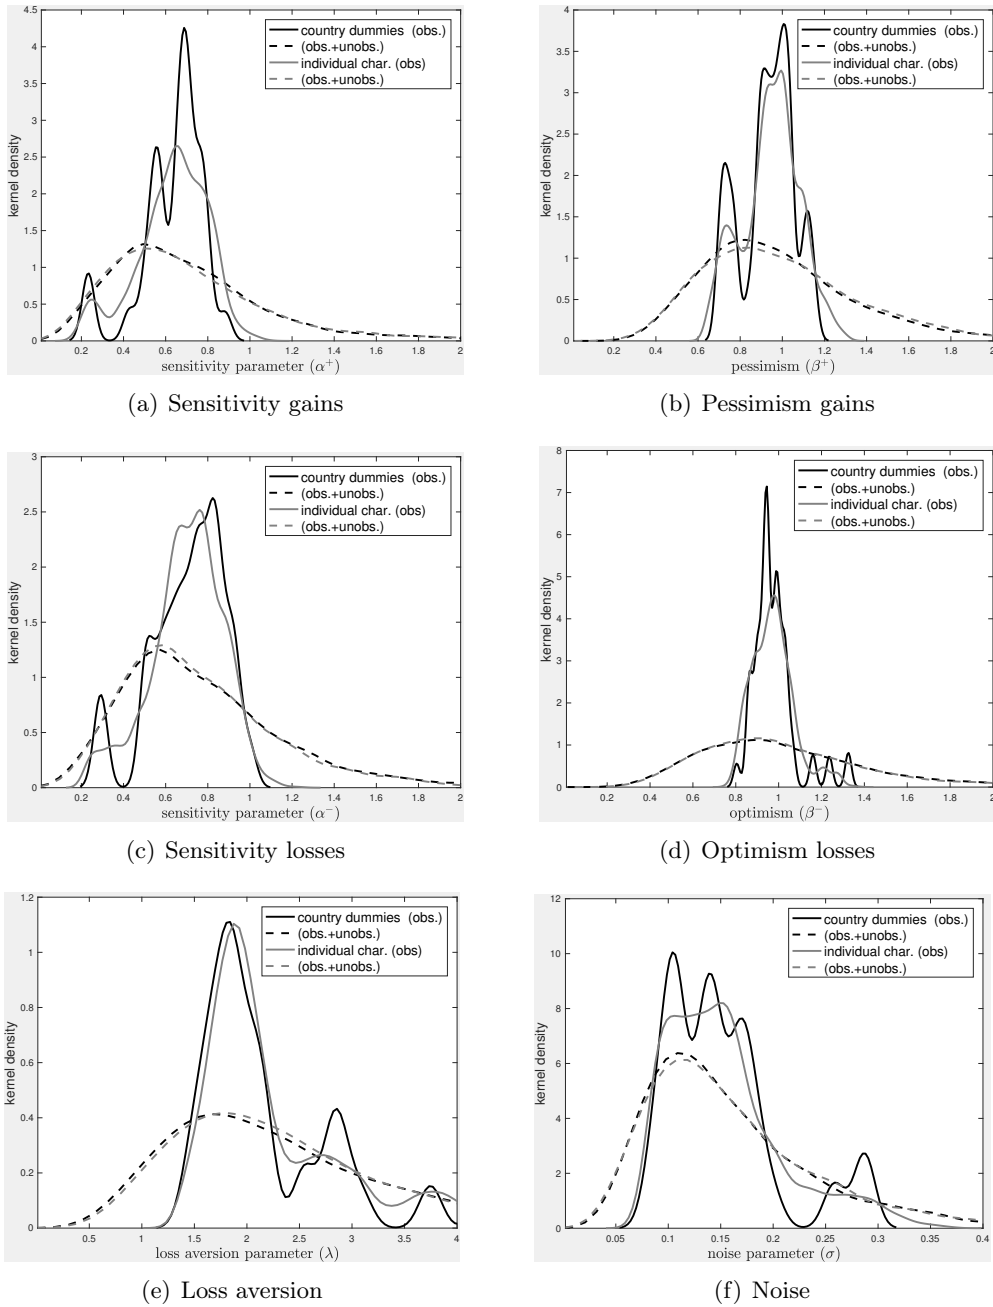 4.5
4
3.5
3
2.5
2
1.5
1
0.5
0
kernel density
country dummies (obs.)
(obs.+unobs.)
individual char. (obs)
(obs.+unobs.)
0.2 0.4 0.6 0.8 1 1.2 1.4 1.6 1.8 2
sensitivity parameter (α⁺)
(a) Sensitivity gains
4
3.5
3
2.5
2
1.5
1
0.5
0
kernel density
country dummies (obs.)
(obs.+unobs.)
individual char. (obs)
(obs.+unobs.)
0.2 0.4 0.6 0.8 1 1.2 1.4 1.6 1.8 2
pessimism (β⁺)
(b) Pessimism gains
3
2.5
2
1.5
1
0.5
0
kernel density
country dummies (obs.)
(obs.+unobs.)
individual char. (obs)
(obs.+unobs.)
0.2 0.4 0.6 0.8 1 1.2 1.4 1.6 1.8 2
sensitivity parameter (α⁻)
(c) Sensitivity losses
8
7
6
5
4
3
2
1
0
kernel density
country dummies (obs.)
(obs.+unobs.)
individual char. (obs)
(obs.+unobs.)
0.2 0.4 0.6 0.8 1 1.2 1.4 1.6 1.8 2
optimism (β⁻)
(d) Optimism losses
1.2
1
0.8
0.6
0.4
0.2
0
kernel density
country dummies (obs.)
(obs.+unobs.)
individual char. (obs)
(obs.+unobs.)
0.5 1 1.5 2 2.5 3 3.5 4
loss aversion parameter (λ)
(e) Loss aversion
12
10
8
6
4
2
0
kernel density
country dummies (obs.)
(obs.+unobs.)
individual char. (obs)
(obs.+unobs.)
0.05 0.1 0.15 0.2 0.25 0.3 0.35 0.4
noise parameter (σ)
(f) Noise